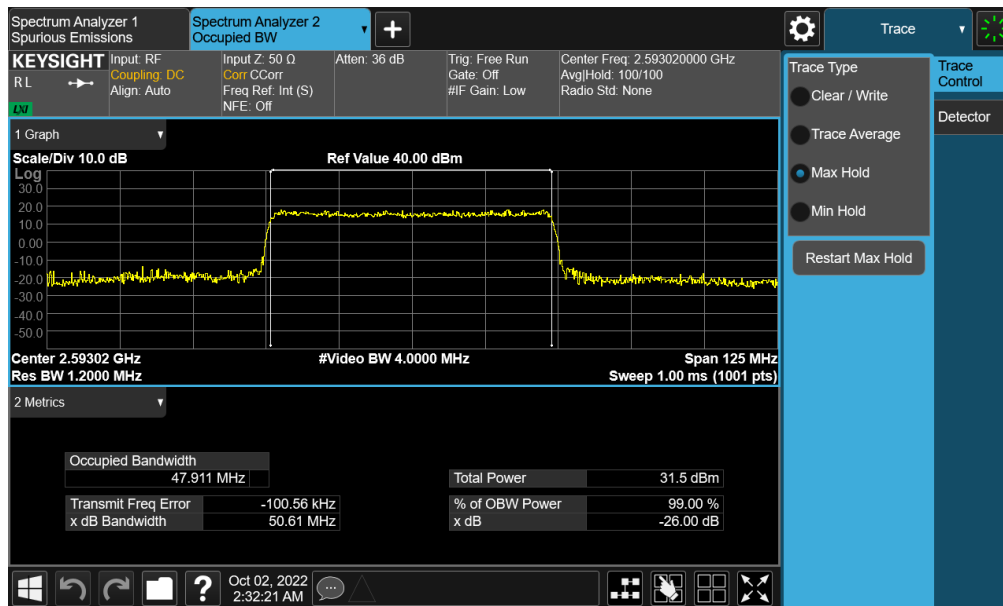 Spectrum Analyzer 1
Spurious Emissions
Spectrum Analyzer 2
Occupied BW
Trace
KEYSIGHT
R L
LXI
Input: RF
Coupling: DC
Align: Auto
Input Z: 50 Ω
Corr CCorr
Freq Ref: Int (S)
NFE: Off
Atten: 36 dB
Trig: Free Run
Gate: Off
#IF Gain: Low
Center Freq: 2.593020000 GHz
Avg|Hold: 100/100
Radio Std: None
Trace Type
Clear / Write
Trace Average
Max Hold
Min Hold
Restart Max Hold
Trace
Control
Detector
1 Graph
Scale/Div 10.0 dB
Ref Value 40.00 dBm
Log
30.0
20.0
10.0
0.00
-10.0
-20.0
-30.0
-40.0
-50.0
Center 2.59302 GHz
#Video BW 4.0000 MHz
Span 125 MHz
Res BW 1.2000 MHz
Sweep 1.00 ms (1001 pts)
2 Metrics
Occupied Bandwidth
47.911 MHz
Total Power 31.5 dBm
Transmit Freq Error -100.56 kHz
% of OBW Power 99.00 %
x dB Bandwidth 50.61 MHz
x dB -26.00 dB
?
Oct 02, 2022
2:32:21 AM